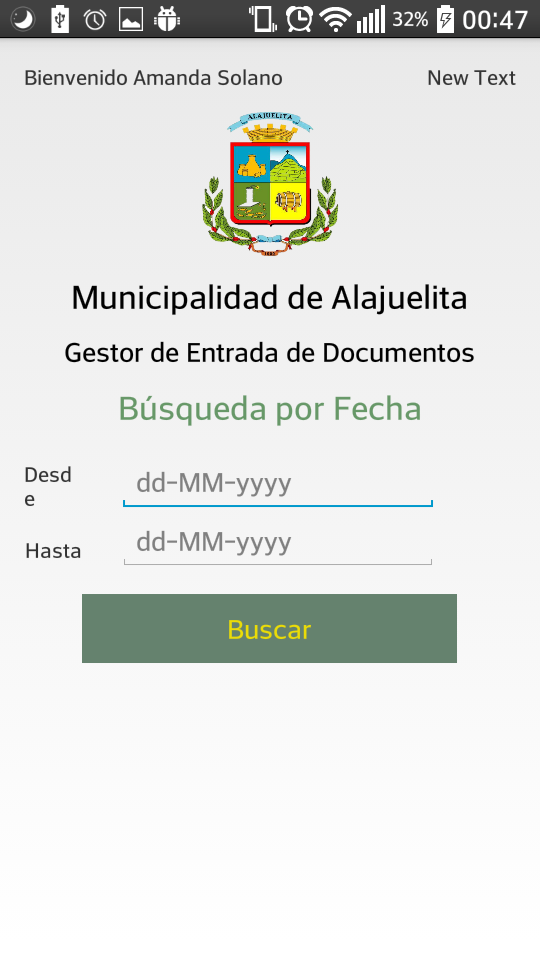 32% 00:47
Bienvenido Amanda Solano New Text
ALAJUELITA
Municipalidad de Alajuelita
Gestor de Entrada de Documentos
Búsqueda por Fecha
Desd
e
dd-MM-yyyy
Hasta dd-MM-yyyy
Buscar